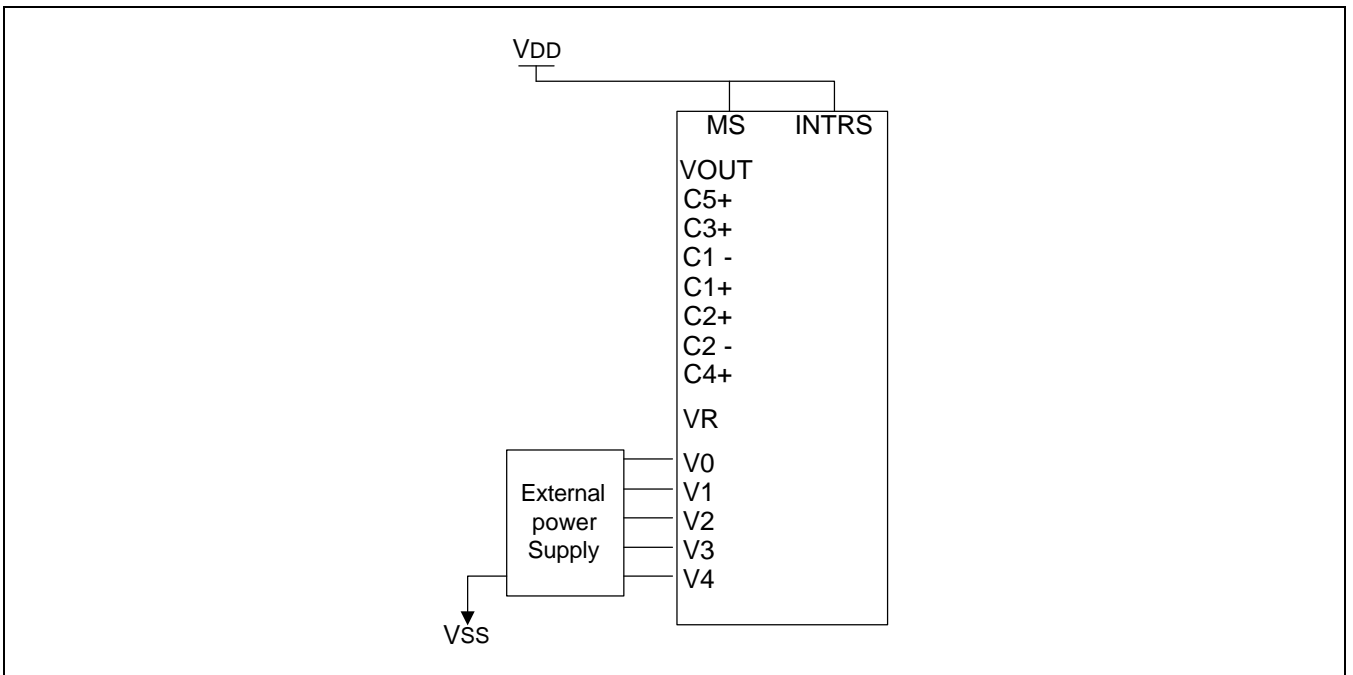 VDD
MS INTRS
VOUT
C5+
C3+
C1 -
C1+
C2+
C2 -
C4+
VR
V0
V1
V2
V3
V4
External
power
Supply
VSS